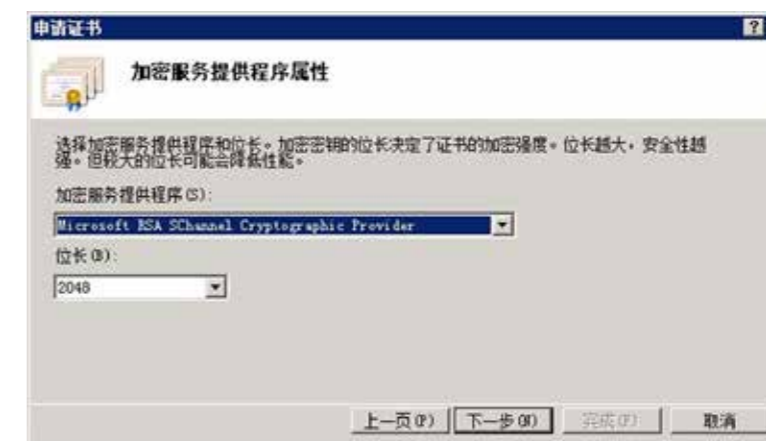 申请证书
?
加密服务提供程序属性
选择加密服务提供程序和位长。加密密钥的位长决定了证书的加密强度。位长越大，安全性越
强。但较大的位长可能会降低性能。
加密服务提供程序(S):
Microsoft RSA SChannel Cryptographic Provider
位长(B):
2048
上一页(P) 下一步(N) 完成(F) 取消